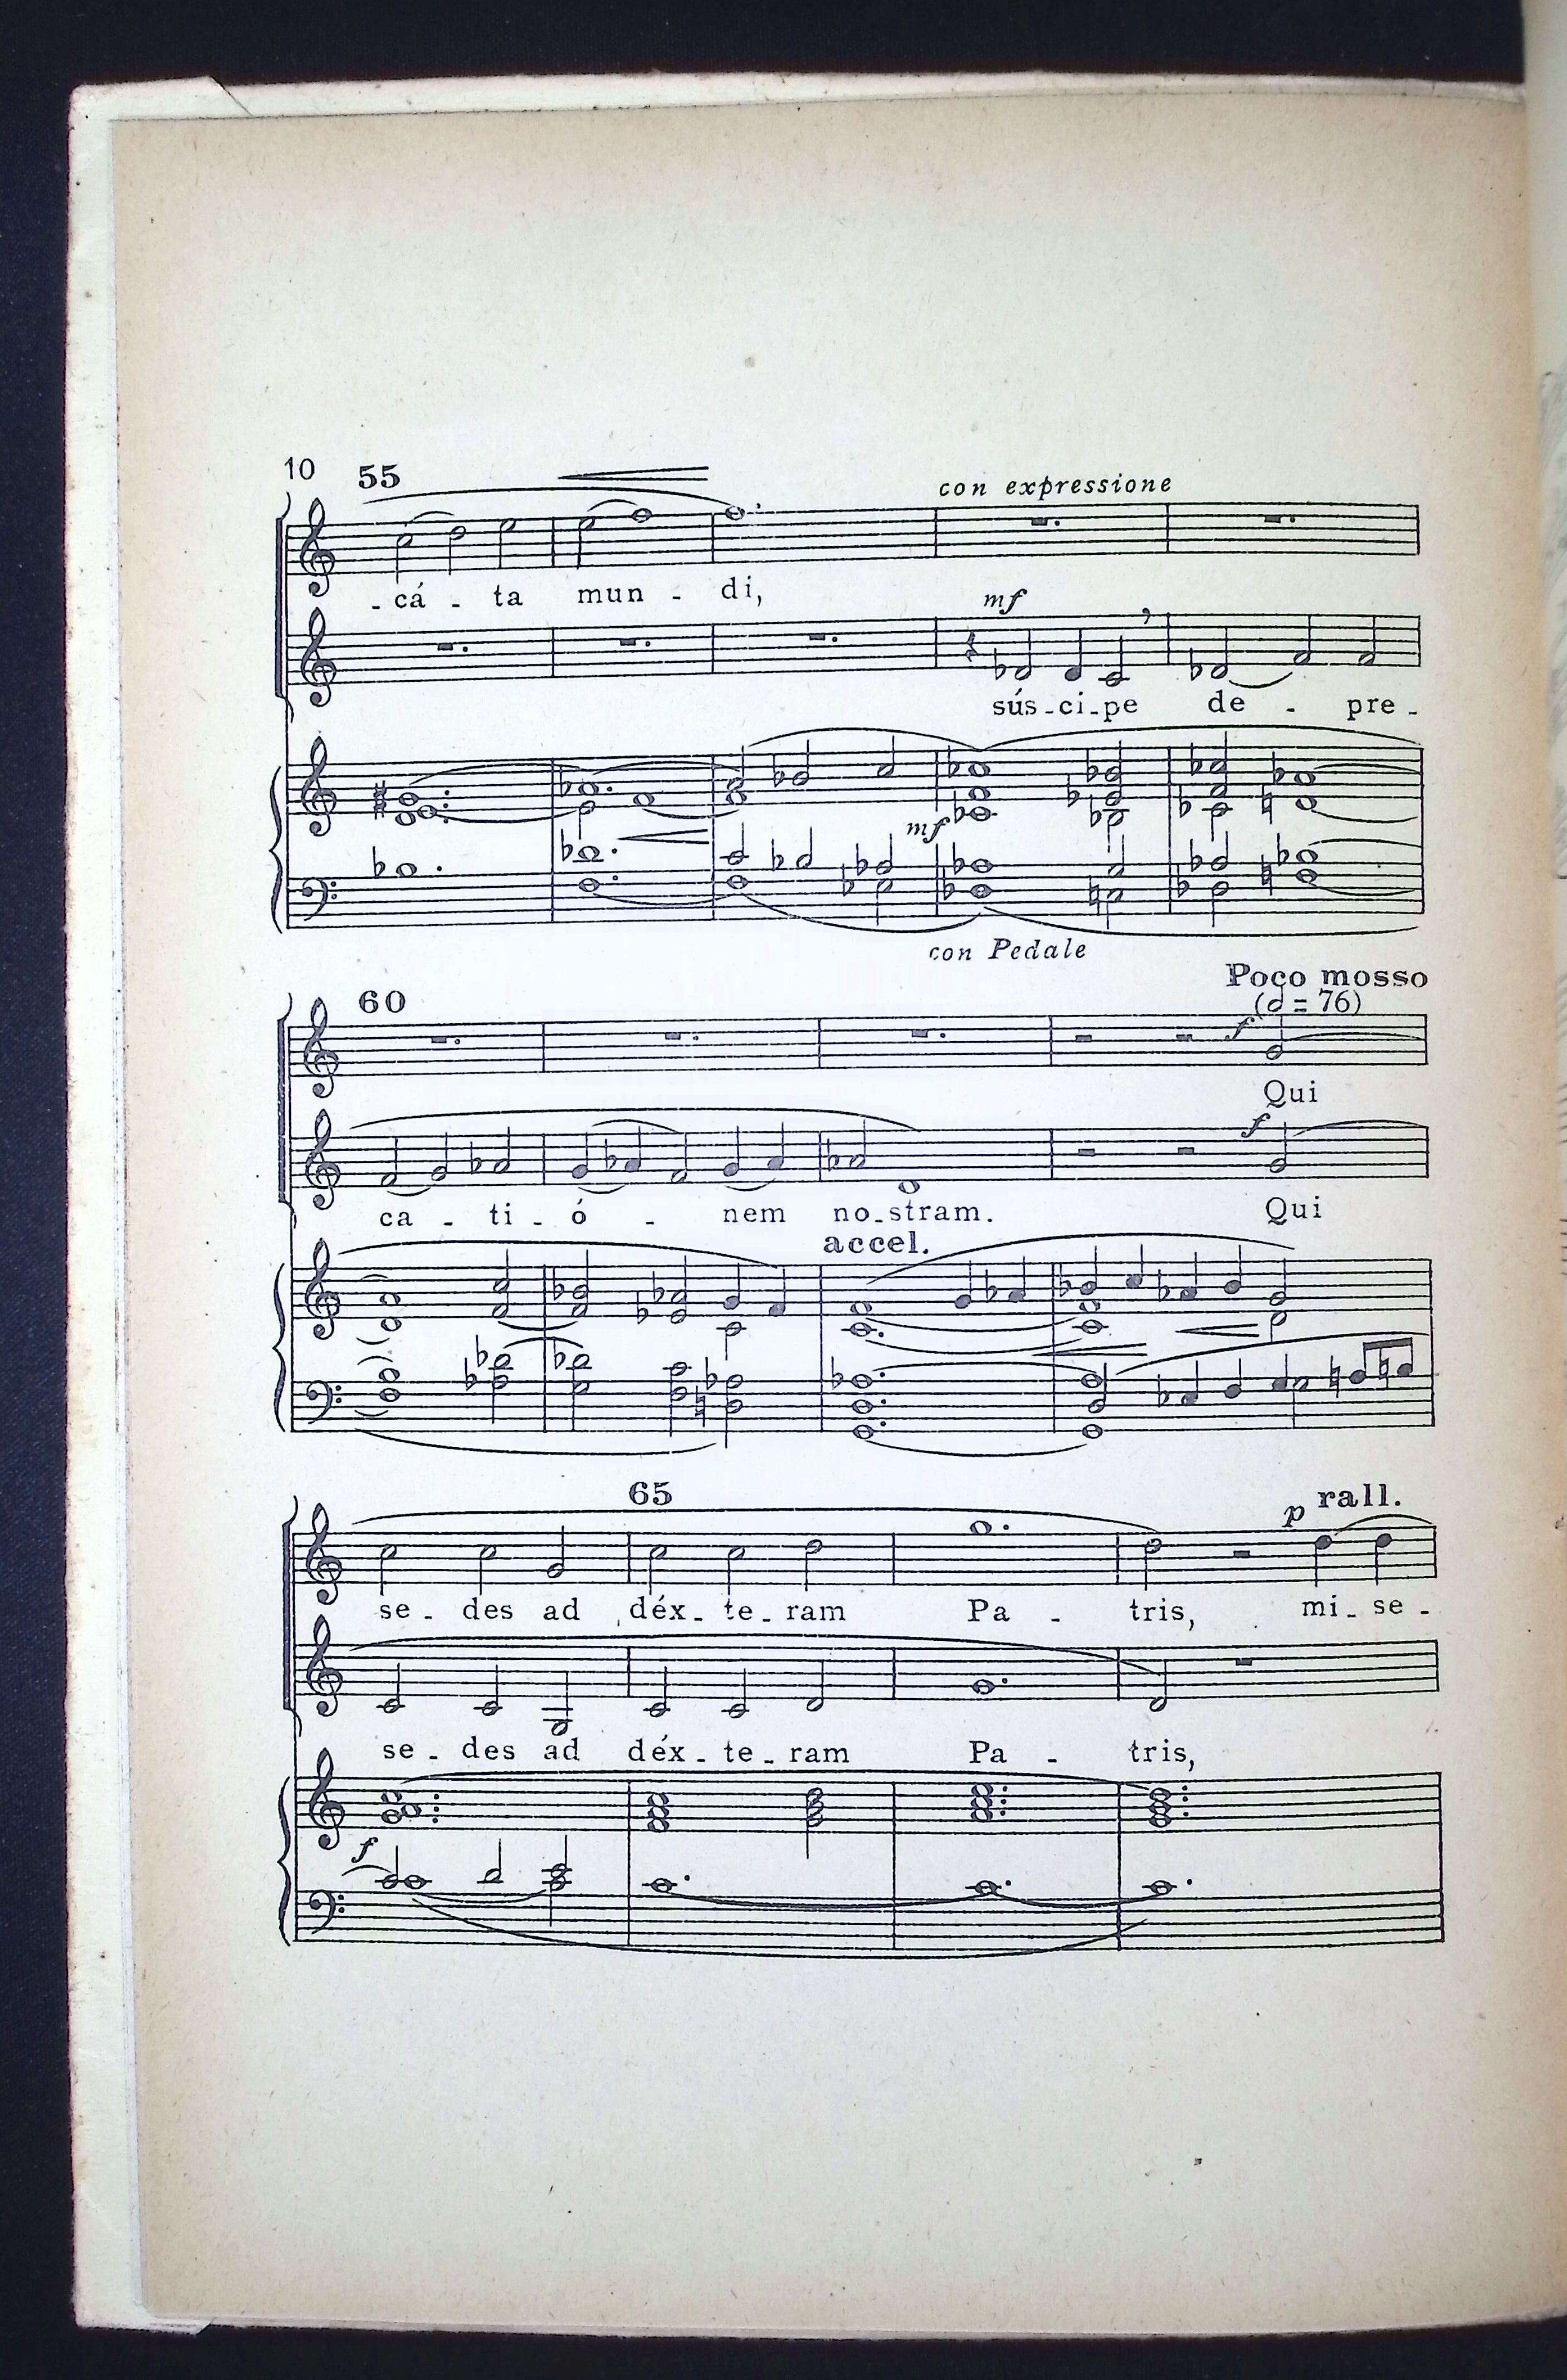 10 55
con expressione
- cá - ta mun - di,
mf
sús - ci - pe de - pre -
mf
con Pedale
Poco mosso
60 (𝅗𝅥 = 76)
f
Qui
f
ca - ti - ó - nem no - stram. Qui
accel.
65 rall.
p
se - des ad déx - te - ram Pa - tris, mi - se -
se - des ad déx - te - ram Pa - tris,
f